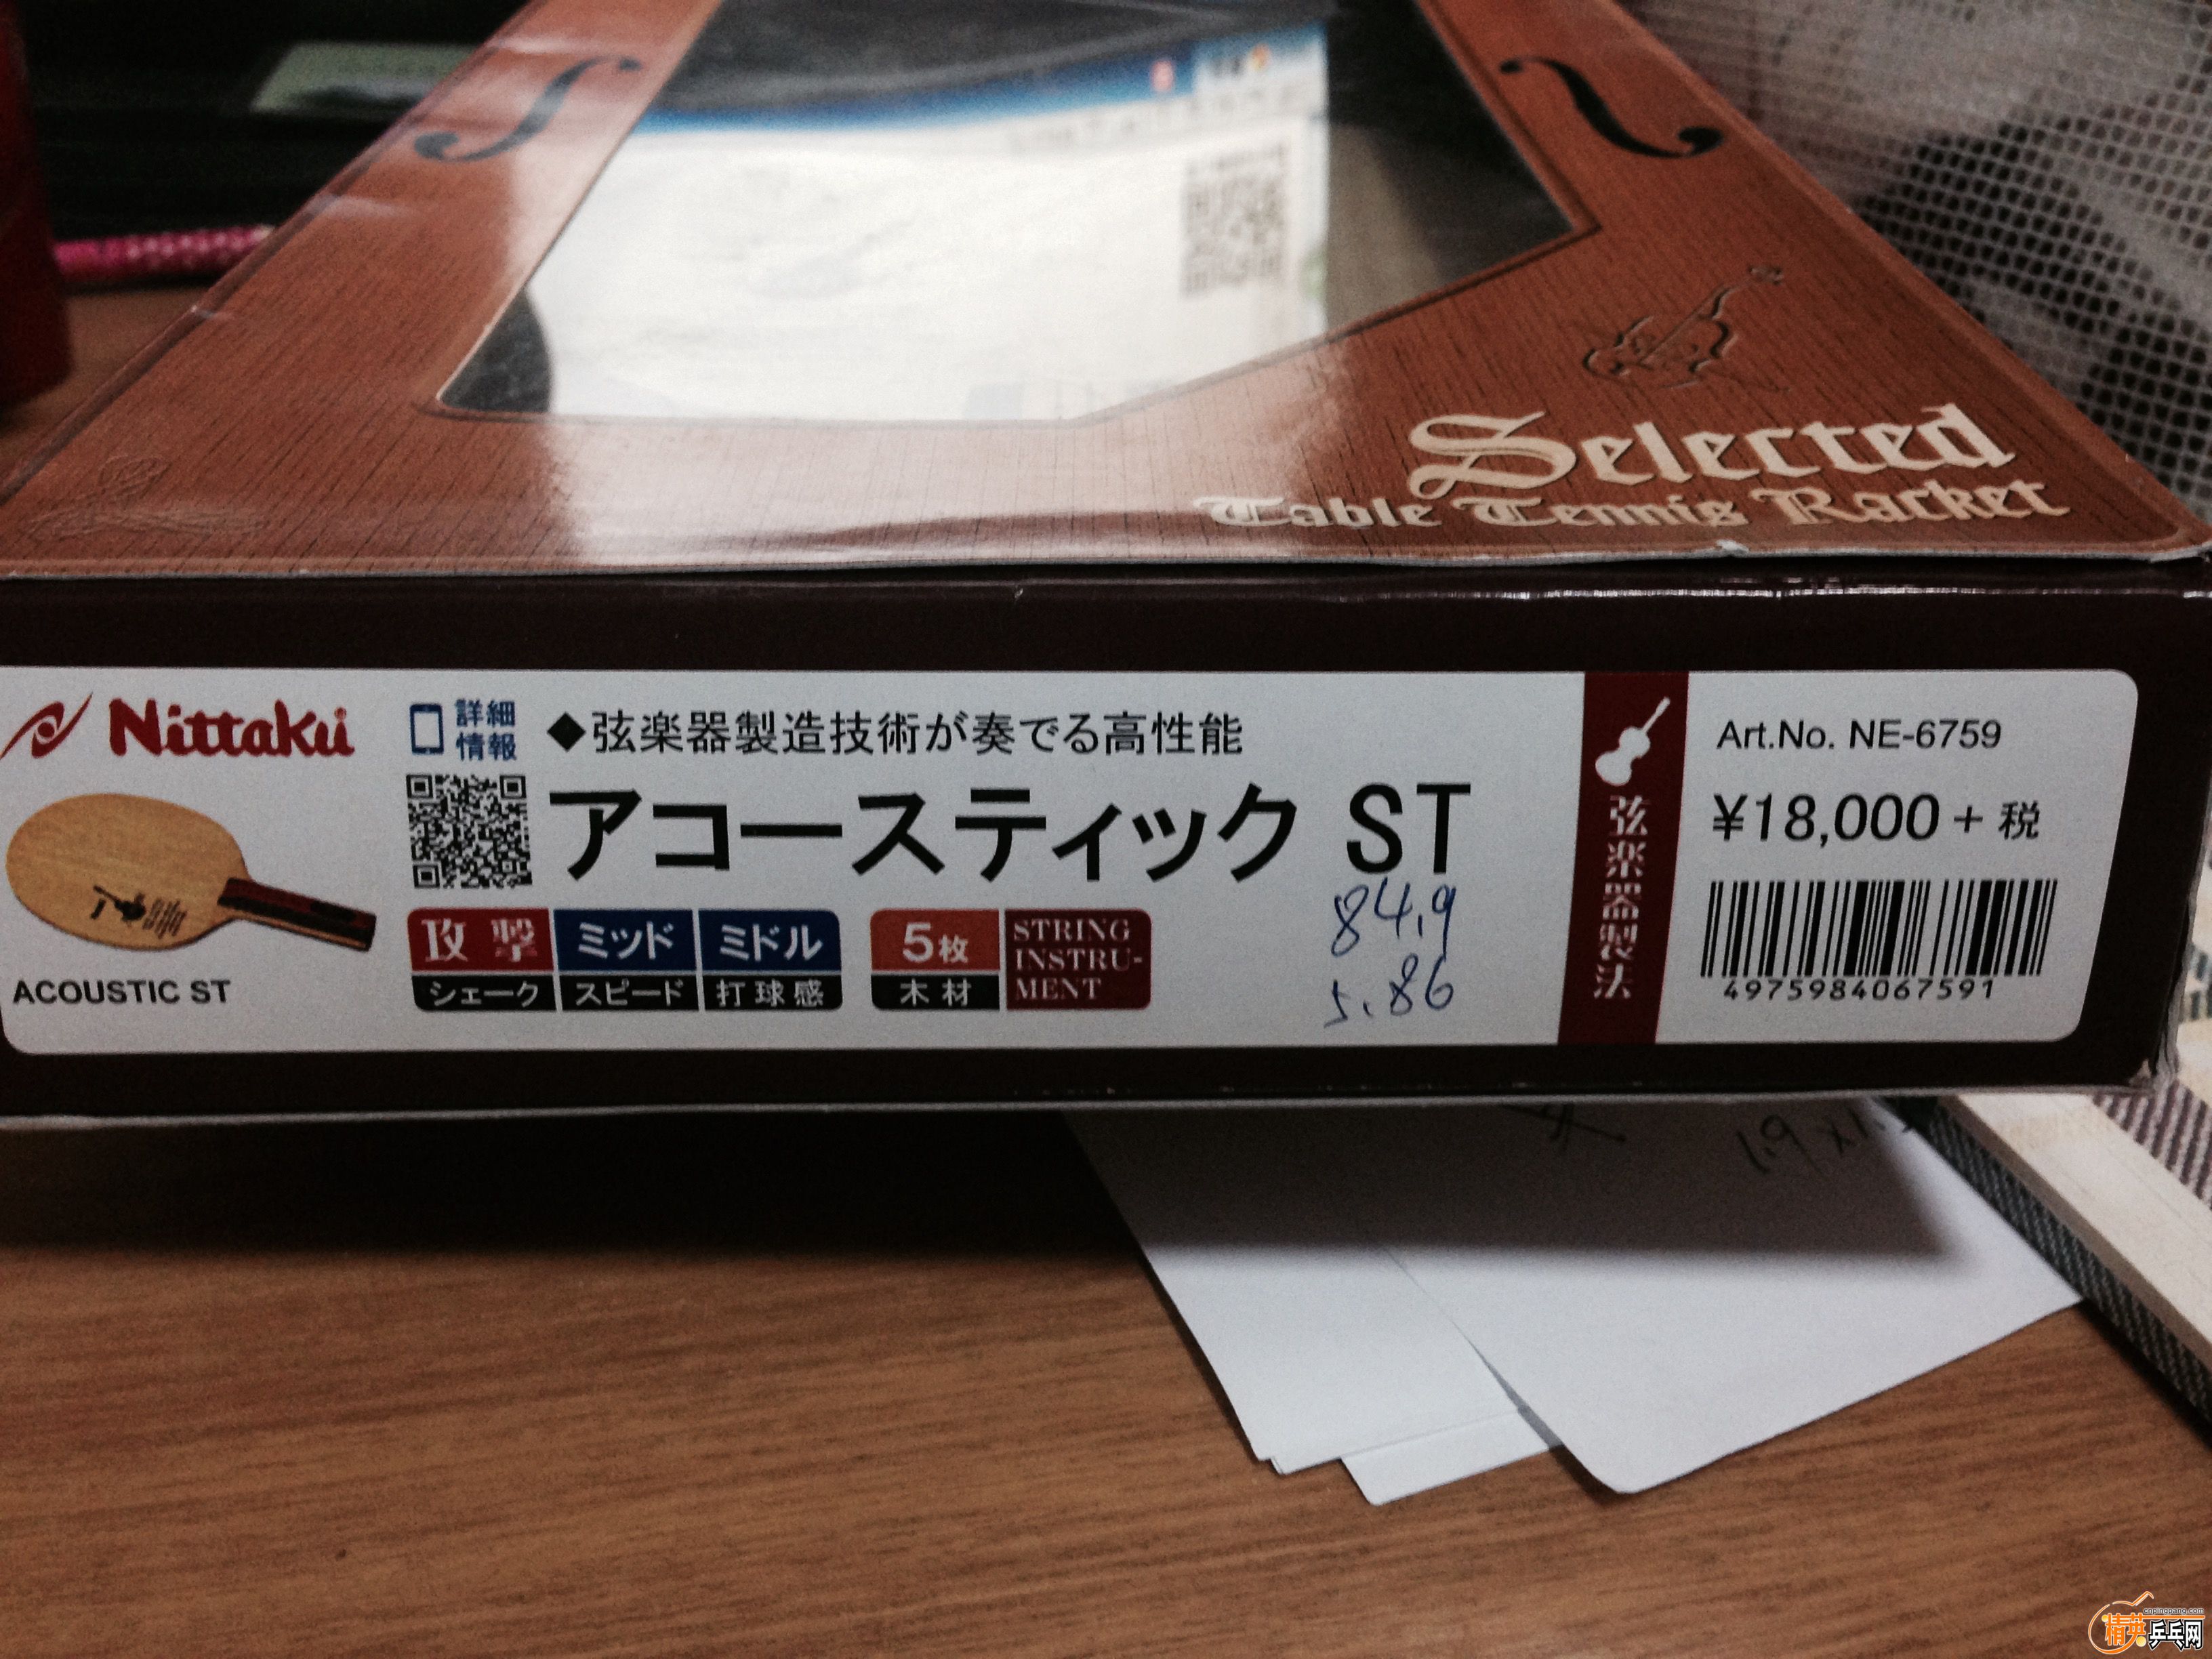 Selected
Table Tennis Racket
Nittaku
詳細
情報
◆弦楽器製造技術が奏でる高性能
アコースティック ST
84.9
5.86
攻撃
シェーク
ミッド
スピード
ミドル
打球感
5枚
木材
STRING
INSTRU-
MENT
ACOUSTIC ST
弦楽器製法
Art.No. NE-6759
¥18,000+税
4975984067591
cnpingpang.com
精英乒乓网